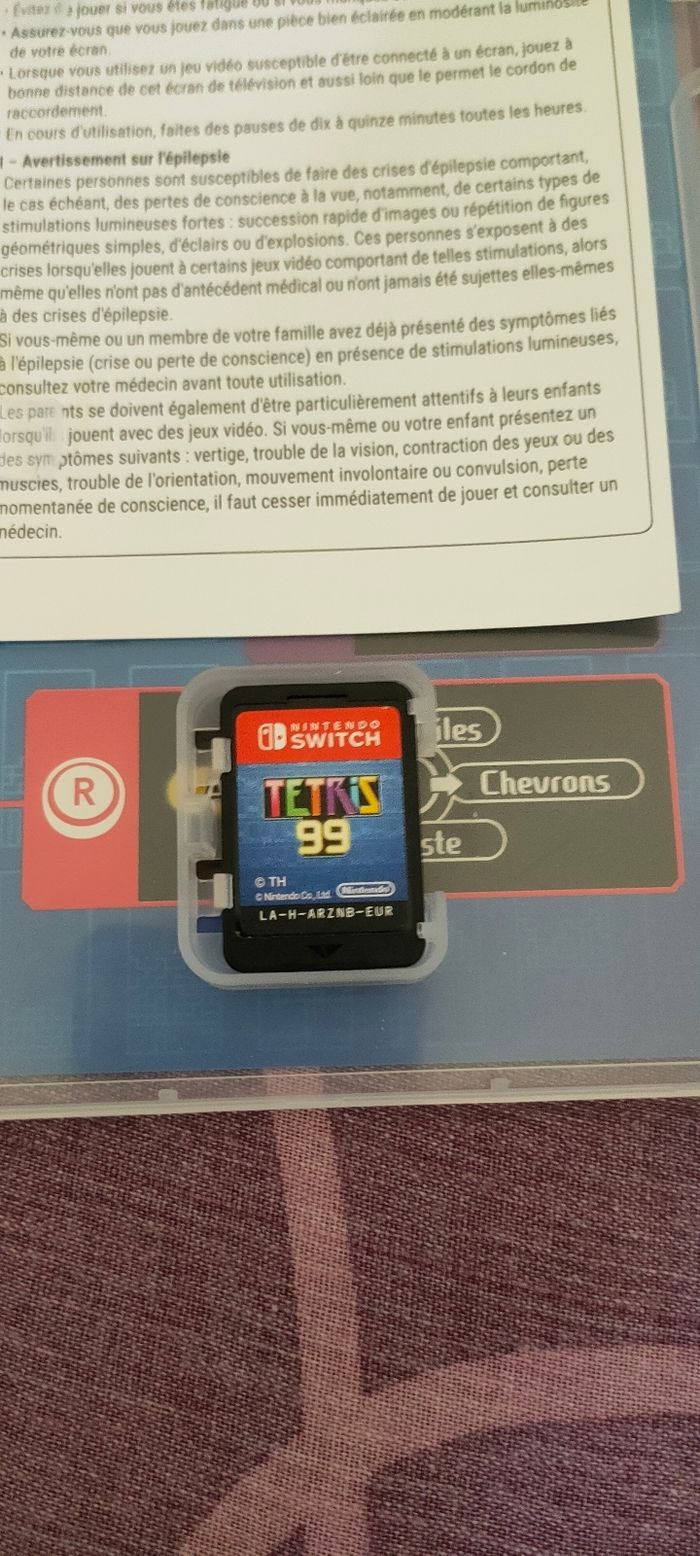 jouer si vous êtes fatigué ou si vous
• Assurez-vous que vous jouez dans une pièce bien éclairée en modérant la luminosité
de votre écran.
• Lorsque vous utilisez un jeu vidéo susceptible d'être connecté à un écran, jouez à
bonne distance de cet écran de télévision et aussi loin que le permet le cordon de
raccordement.
En cours d'utilisation, faites des pauses de dix à quinze minutes toutes les heures.
I – Avertissement sur l'épilepsie
Certaines personnes sont susceptibles de faire des crises d'épilepsie comportant,
le cas échéant, des pertes de conscience à la vue, notamment, de certains types de
stimulations lumineuses fortes : succession rapide d'images ou répétition de figures
géométriques simples, d'éclairs ou d'explosions. Ces personnes s'exposent à des
crises lorsqu'elles jouent à certains jeux vidéo comportant de telles stimulations, alors
même qu'elles n'ont pas d'antécédent médical ou n'ont jamais été sujettes elles-mêmes
à des crises d'épilepsie.
Si vous-même ou un membre de votre famille avez déjà présenté des symptômes liés
à l'épilepsie (crise ou perte de conscience) en présence de stimulations lumineuses,
consultez votre médecin avant toute utilisation.
Les parents se doivent également d'être particulièrement attentifs à leurs enfants
lorsqu'il jouent avec des jeux vidéo. Si vous-même ou votre enfant présentez un
des symptômes suivants : vertige, trouble de la vision, contraction des yeux ou des
muscles, trouble de l'orientation, mouvement involontaire ou convulsion, perte
momentanée de conscience, il faut cesser immédiatement de jouer et consulter un
médecin.
R
iles
Chevrons
ste
NINTENDO
SWITCH
TETRIS
99
© TH
© Nintendo Co., Ltd. Nintendo
LA-H-ARZNB-EUR